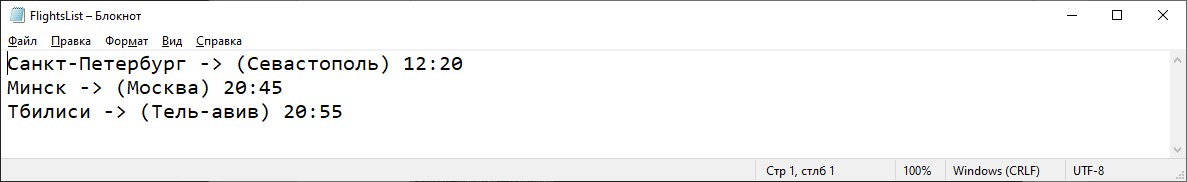 FlightsList – Блокнот
Файл Правка Формат Вид Справка
Санкт-Петербург -> (Севастополь) 12:20
Минск -> (Москва) 20:45
Тбилиси -> (Тель-авив) 20:55
Стр 1, стлб 1 100% Windows (CRLF) UTF-8